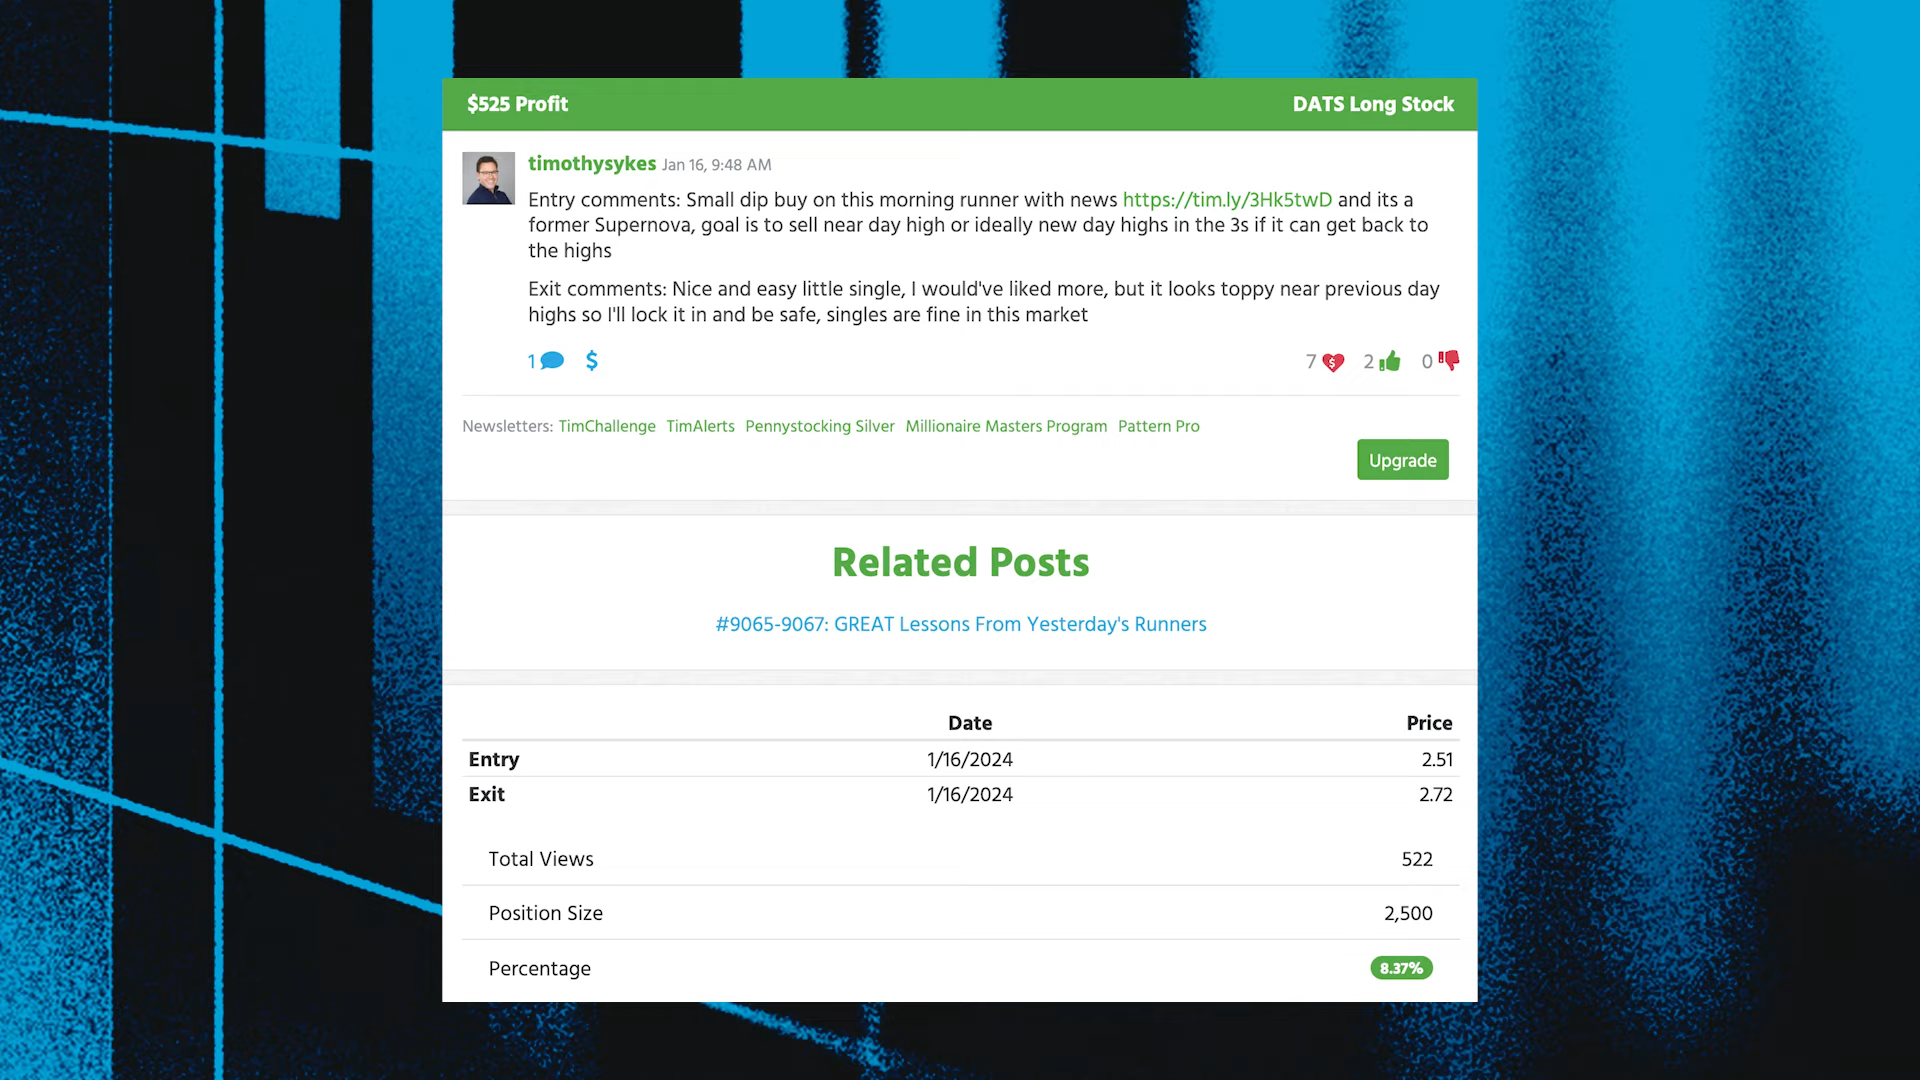 $525 Profit
DATS Long Stock
timothysykes Jan 16, 9:48 AM
Entry comments: Small dip buy on this morning runner with news https://tim.ly/3Hk5twD and its a
former Supernova, goal is to sell near day high or ideally new day highs in the 3s if it can get back to
the highs
Exit comments: Nice and easy little single, I would've liked more, but it looks toppy near previous day
highs so I'll lock it in and be safe, singles are fine in this market
1 $
7 $ 2 0
Newsletters: TimChallenge TimAlerts Pennystocking Silver Millionaire Masters Program Pattern Pro
Upgrade
Related Posts
#9065-9067: GREAT Lessons From Yesterday's Runners
Date Price
Entry 1/16/2024 2.51
Exit 1/16/2024 2.72
Total Views 522
Position Size 2,500
Percentage 8.37%